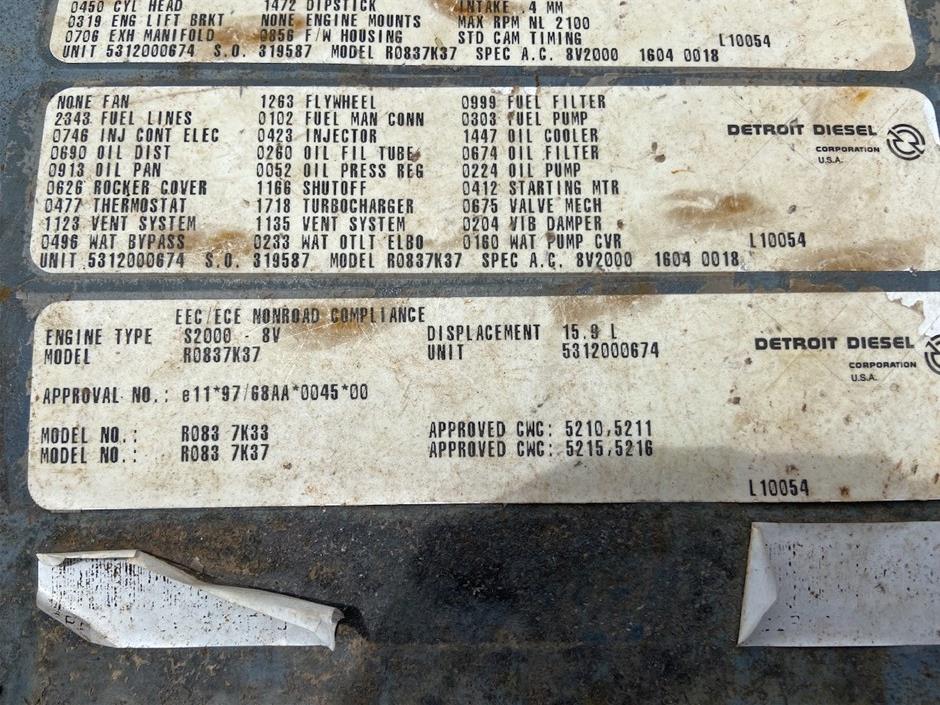 0450 CYL HEAD 1472 DIPSTICK INTAKE .4 MM
0319 ENG LIFT BRKT NONE ENGINE MOUNTS MAX RPM NL 2100
0706 EXH MANIFOLD 0856 F/W HOUSING STD CAM TIMING L10054
UNIT 5312000674 S.O. 319587 MODEL R0837K37 SPEC A.C. 8V2000 1604 0018
NONE FAN 1263 FLYWHEEL 0999 FUEL FILTER
2343 FUEL LINES 0102 FUEL MAN CONN 0303 FUEL PUMP
0746 INJ CONT ELEC 0423 INJECTOR 1447 OIL COOLER
0690 OIL DIST 0260 OIL FIL TUBE 0674 OIL FILTER
0913 OIL PAN 0052 OIL PRESS REG 0224 OIL PUMP
0626 ROCKER COVER 1166 SHUTOFF 0412 STARTING MTR
0477 THERMOSTAT 1718 TURBOCHARGER 0675 VALVE MECH
1123 VENT SYSTEM 1135 VENT SYSTEM 0204 VIB DAMPER
0496 WAT BYPASS 0233 WAT OTLT ELBO 0160 WAT PUMP CVR L10054
UNIT 5312000674 S.O. 319587 MODEL R0837K37 SPEC A.C. 8V2000 1604 0018
DETROIT DIESEL
CORPORATION
U.S.A.
EEC/ECE NONROAD COMPLIANCE
ENGINE TYPE S2000 - 8V DISPLACEMENT 15.9 L
MODEL R0837K37 UNIT 5312000674
DETROIT DIESEL
CORPORATION
U.S.A.
APPROVAL NO.: e11*97/68AA*0045*00
MODEL NO.: R083 7K33 APPROVED CWC: 5210,5211
MODEL NO.: R083 7K37 APPROVED CWC: 5215,5216
L10054